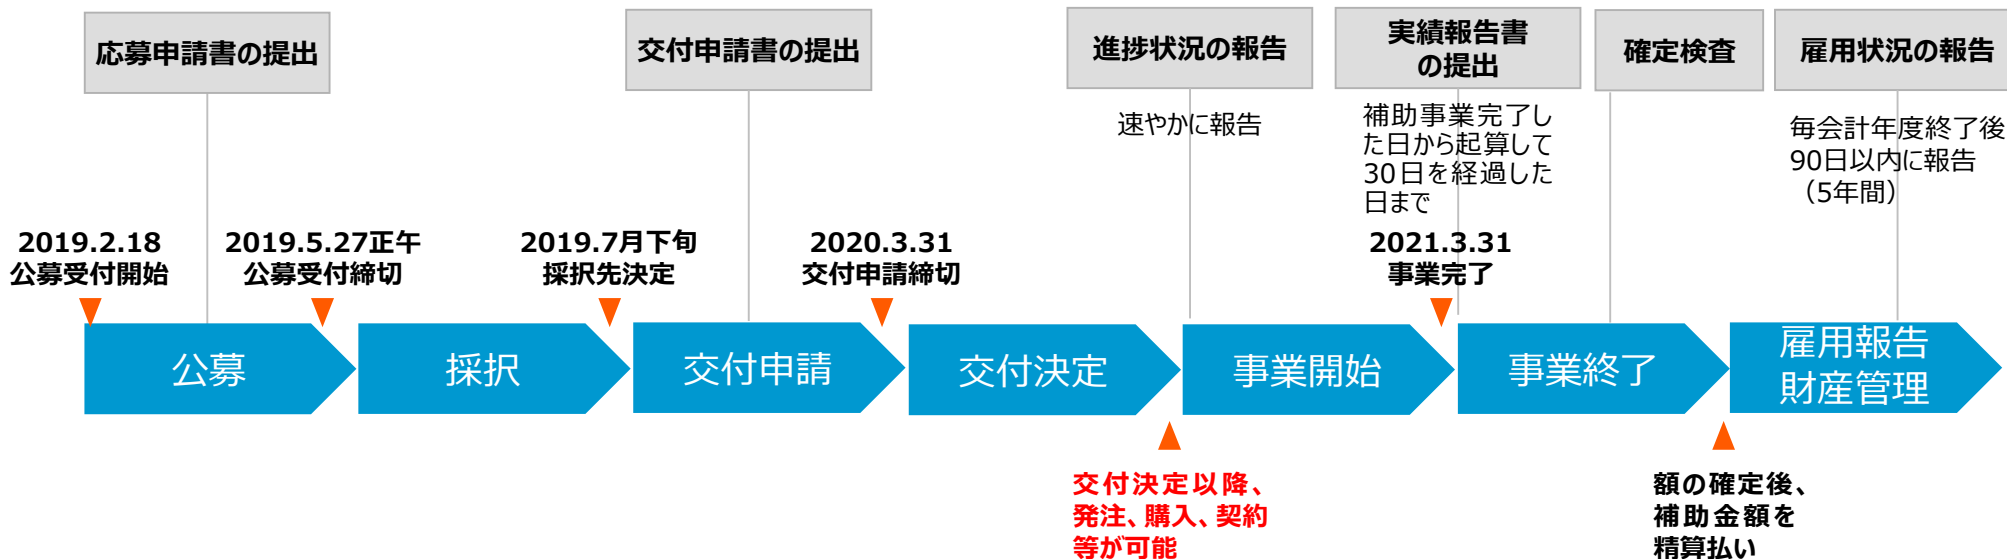 応募申請書の提出
交付申請書の提出
進捗状況の報告
実績報告書
の提出
確定検査
雇用状況の報告
速やかに報告
補助事業完了し
た日から起算して
30日を経過した
日まで
毎会計年度終了後
90日以内に報告
（5年間）
2019.2.18
公募受付開始
2019.5.27正午
公募受付締切
2019.7月下旬
採択先決定
2020.3.31
交付申請締切
2021.3.31
事業完了
公募
採択
交付申請
交付決定
事業開始
事業終了
雇用報告
財産管理
交付決定以降、
発注、購入、契約
等が可能
額の確定後、
補助金額を
精算払い